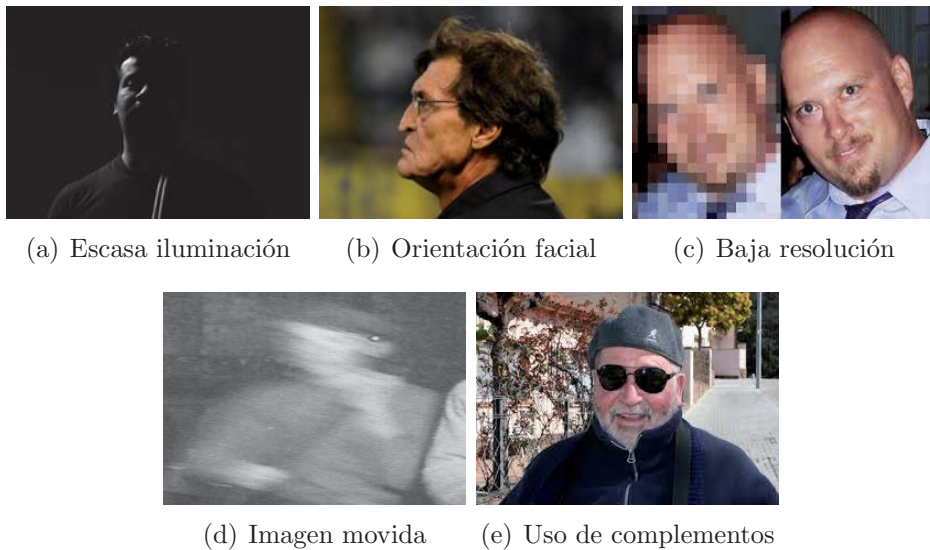 (a) Escasa iluminación
(b) Orientación facial
(c) Baja resolución
(d) Imagen movida
(e) Uso de complementos